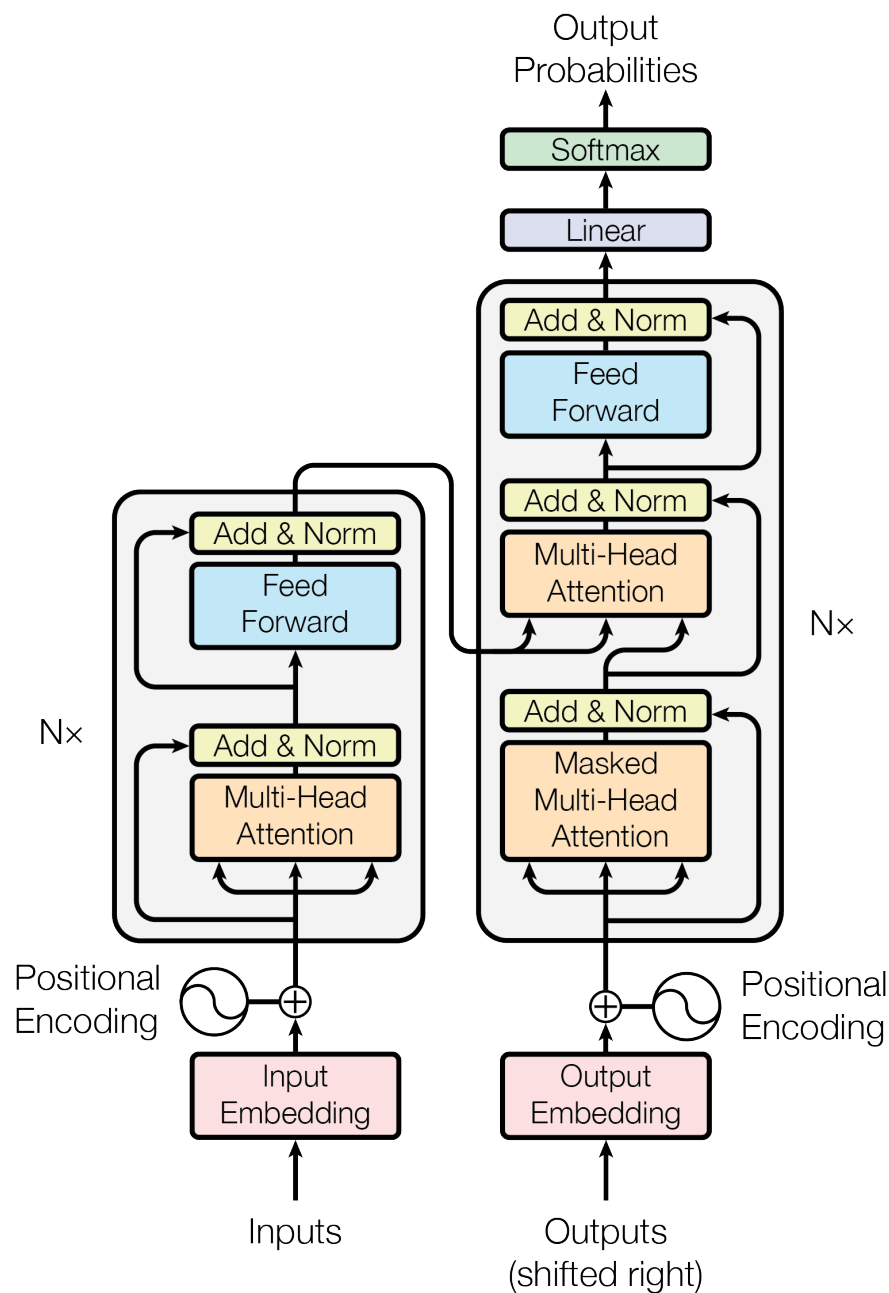 Output
Probabilities
Softmax
Linear
Add & Norm
Feed
Forward
Add & Norm
Multi-Head
Attention
Add & Norm
Masked
Multi-Head
Attention
N×
Positional
Encoding
Output
Embedding
Outputs
(shifted right)
Add & Norm
Feed
Forward
Add & Norm
Multi-Head
Attention
N×
Positional
Encoding
Input
Embedding
Inputs